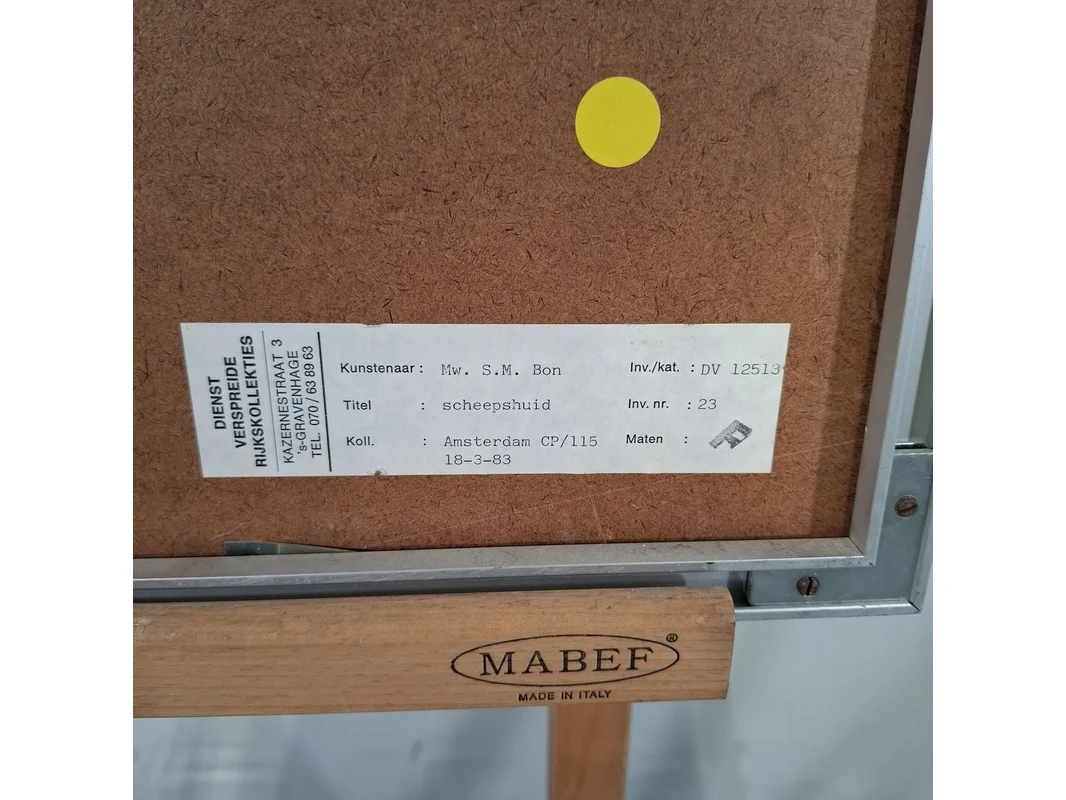 DIENST
VERSPREIDE
RIJKSKOLLEKTIES
KAZERNESTRAAT 3
's-GRAVENHAGE
TEL. 070/63 89 63
Kunstenaar : Mw. S.M. Bon
Inv./kat. : DV 12513
Titel : scheepshuid
Inv. nr. : 23
Koll. : Amsterdam CP/115
Maten :
18-3-83
MABEF®
MADE IN ITALY